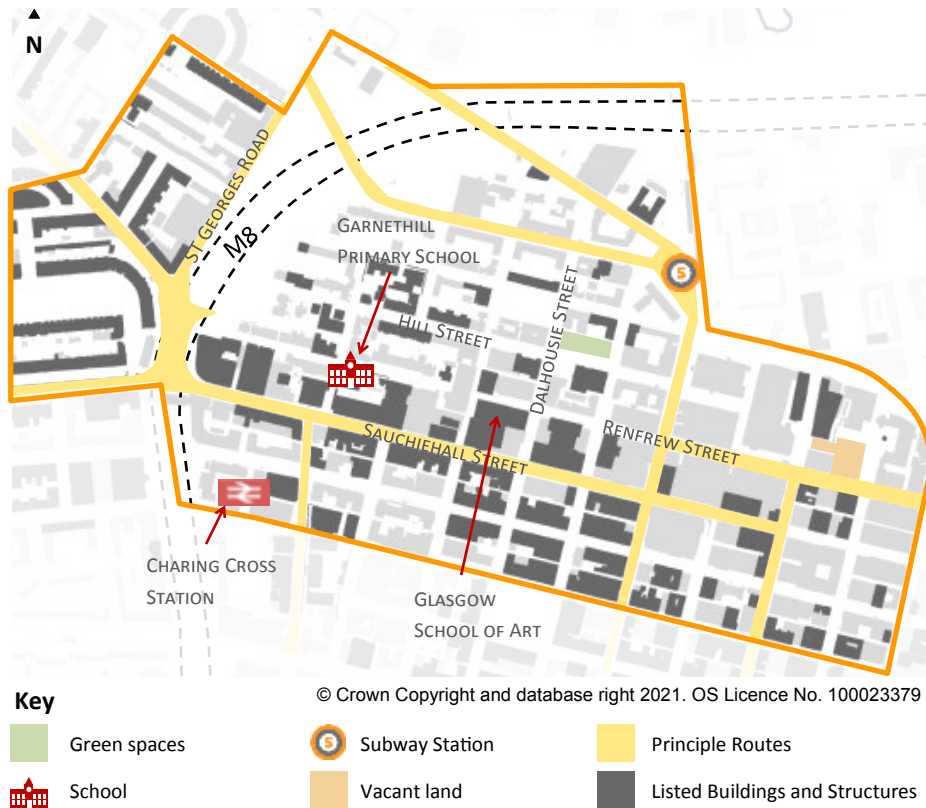 N
ST GEORGES ROAD
M8
GARNETHILL
PRIMARY SCHOOL
HILL STREET
DALHOUSIE STREET
S
SAUCHIEHALL STREET
RENFREW STREET
CHARING CROSS
STATION
GLASGOW
SCHOOL OF ART
Key
© Crown Copyright and database right 2021. OS Licence No. 100023379
Green spaces
S
Subway Station
Principle Routes
School
Vacant land
Listed Buildings and Structures